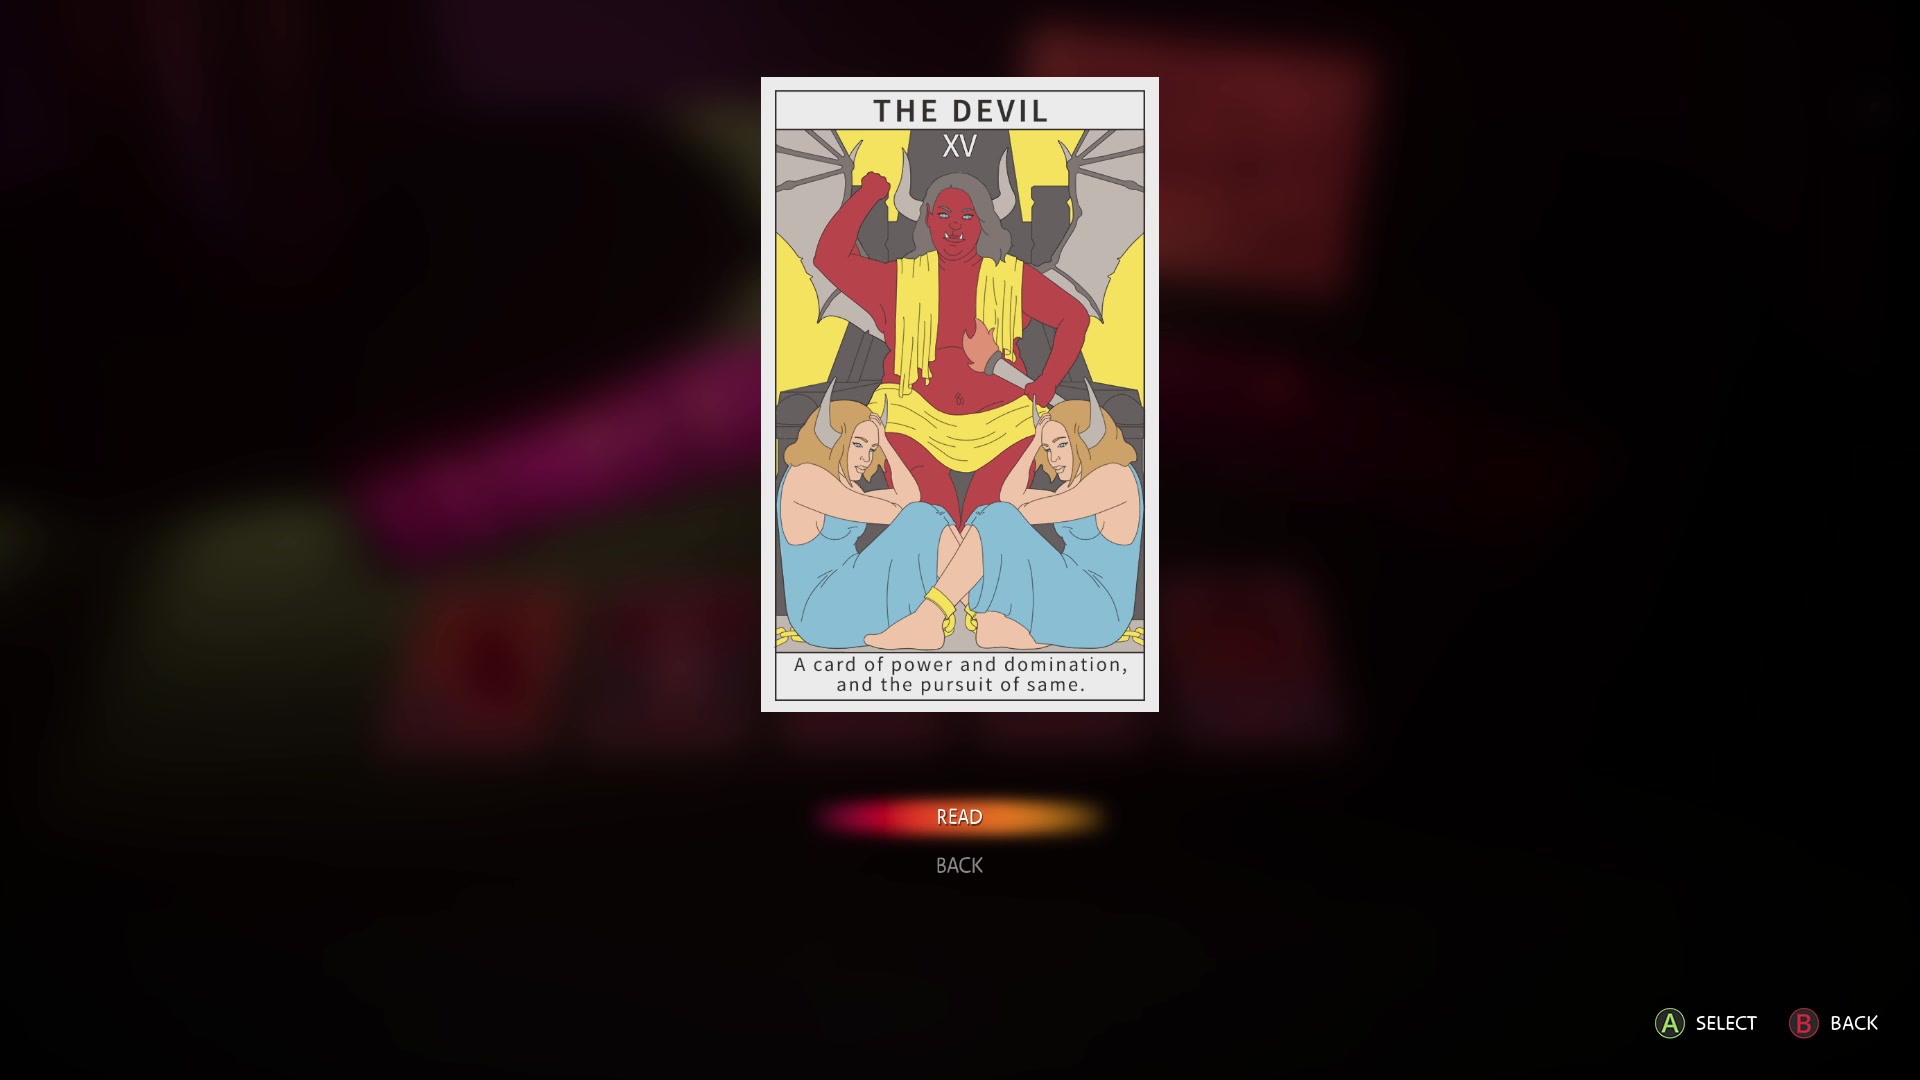 THE DEVIL
XV
A card of power and domination,
and the pursuit of same.
READ
BACK
A SELECT B BACK